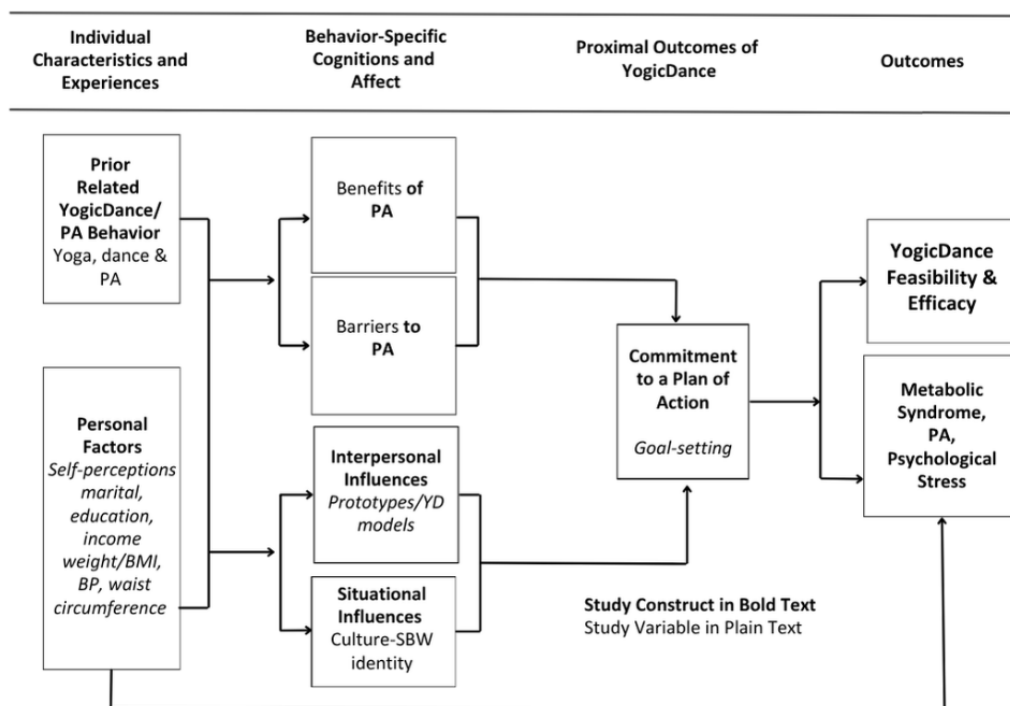 Individual
Characteristics and
Experiences
Behavior-Specific
Cognitions and
Affect
Proximal Outcomes of
YogicDance
Outcomes
Prior
Related
YogicDance/
PA Behavior
Yoga, dance &
PA
Personal
Factors
Self-perceptions
marital,
education,
income
weight/BMI,
BP, waist
circumference
Benefits of
PA
Barriers to
PA
Interpersonal
Influences
Prototypes/YD
models
Situational
Influences
Culture-SBW
identity
Commitment
to a Plan of
Action
Goal-setting
YogicDance
Feasibility &
Efficacy
Metabolic
Syndrome,
PA,
Psychological
Stress
Study Construct in Bold Text
Study Variable in Plain Text